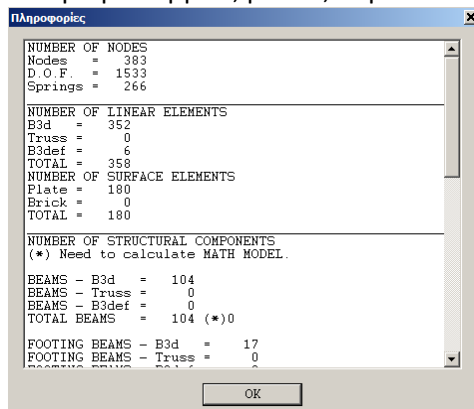 Πληροφορίες
NUMBER OF NODES
Nodes = 383
D.O.F. = 1533
Springs = 266
NUMBER OF LINEAR ELEMENTS
B3d = 352
Truss = 0
B3def = 6
TOTAL = 358
NUMBER OF SURFACE ELEMENTS
Plate = 180
Brick = 0
TOTAL = 180
NUMBER OF STRUCTURAL COMPONENTS
(*) Need to calculate MATH MODEL.
BEAMS - B3d = 104
BEAMS - Truss = 0
BEAMS - B3def = 0
TOTAL BEAMS = 104 (*)0
FOOTING BEAMS - B3d = 17
FOOTING BEAMS - Truss = 0
OK